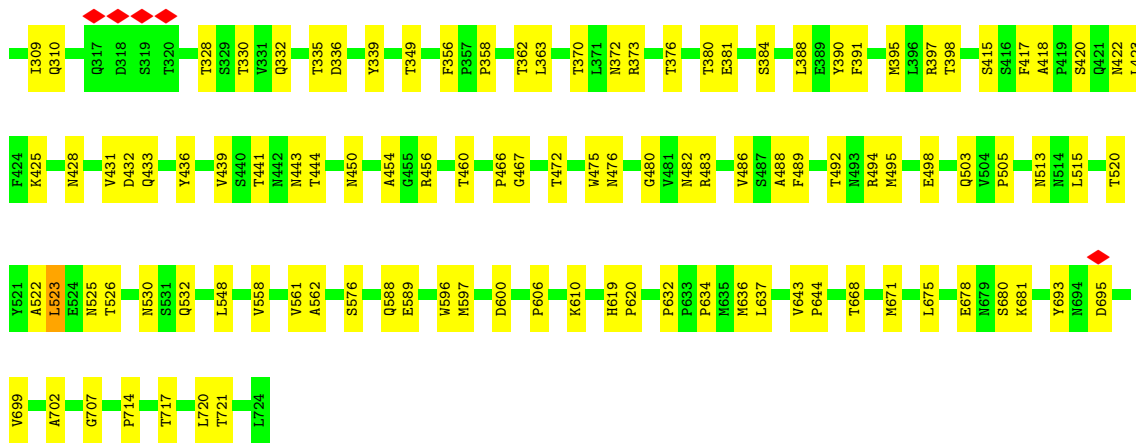 I309 Q310 Q317 D318 S319 T320 T328 S329 T330 V331 Q332 T335 D336 Y339 T349 F356 P357 P358 T362 L363 T370 L371 N372 R373 T376 T380 E381 S384 L388 E389 Y390 F391 M395 L396 R397 T398 S415 S416 F417 A418 P419 S420 Q421 N422 L423
F424 K425 N428 V431 D432 Q433 Y436 V439 S440 T441 N442 N443 T444 N450 A454 G455 R456 T460 P466 G467 T472 W475 N476 G480 V481 N482 R483 V486 S487 A488 F489 T492 N493 R494 M495 E498 Q503 V504 P505 N513 N514 L515 T520
Y521 A522 L523 E524 N525 T526 N530 S531 Q532 L548 V558 V561 A562 S576 Q588 E589 W596 M597 D600 P606 K610 H619 P620 P632 P633 P634 M635 M636 L637 V643 P644 T668 M671 L675 E678 N679 S680 K681 Y693 N694 D695
V699 A702 G707 P714 T717 L720 T721 L724